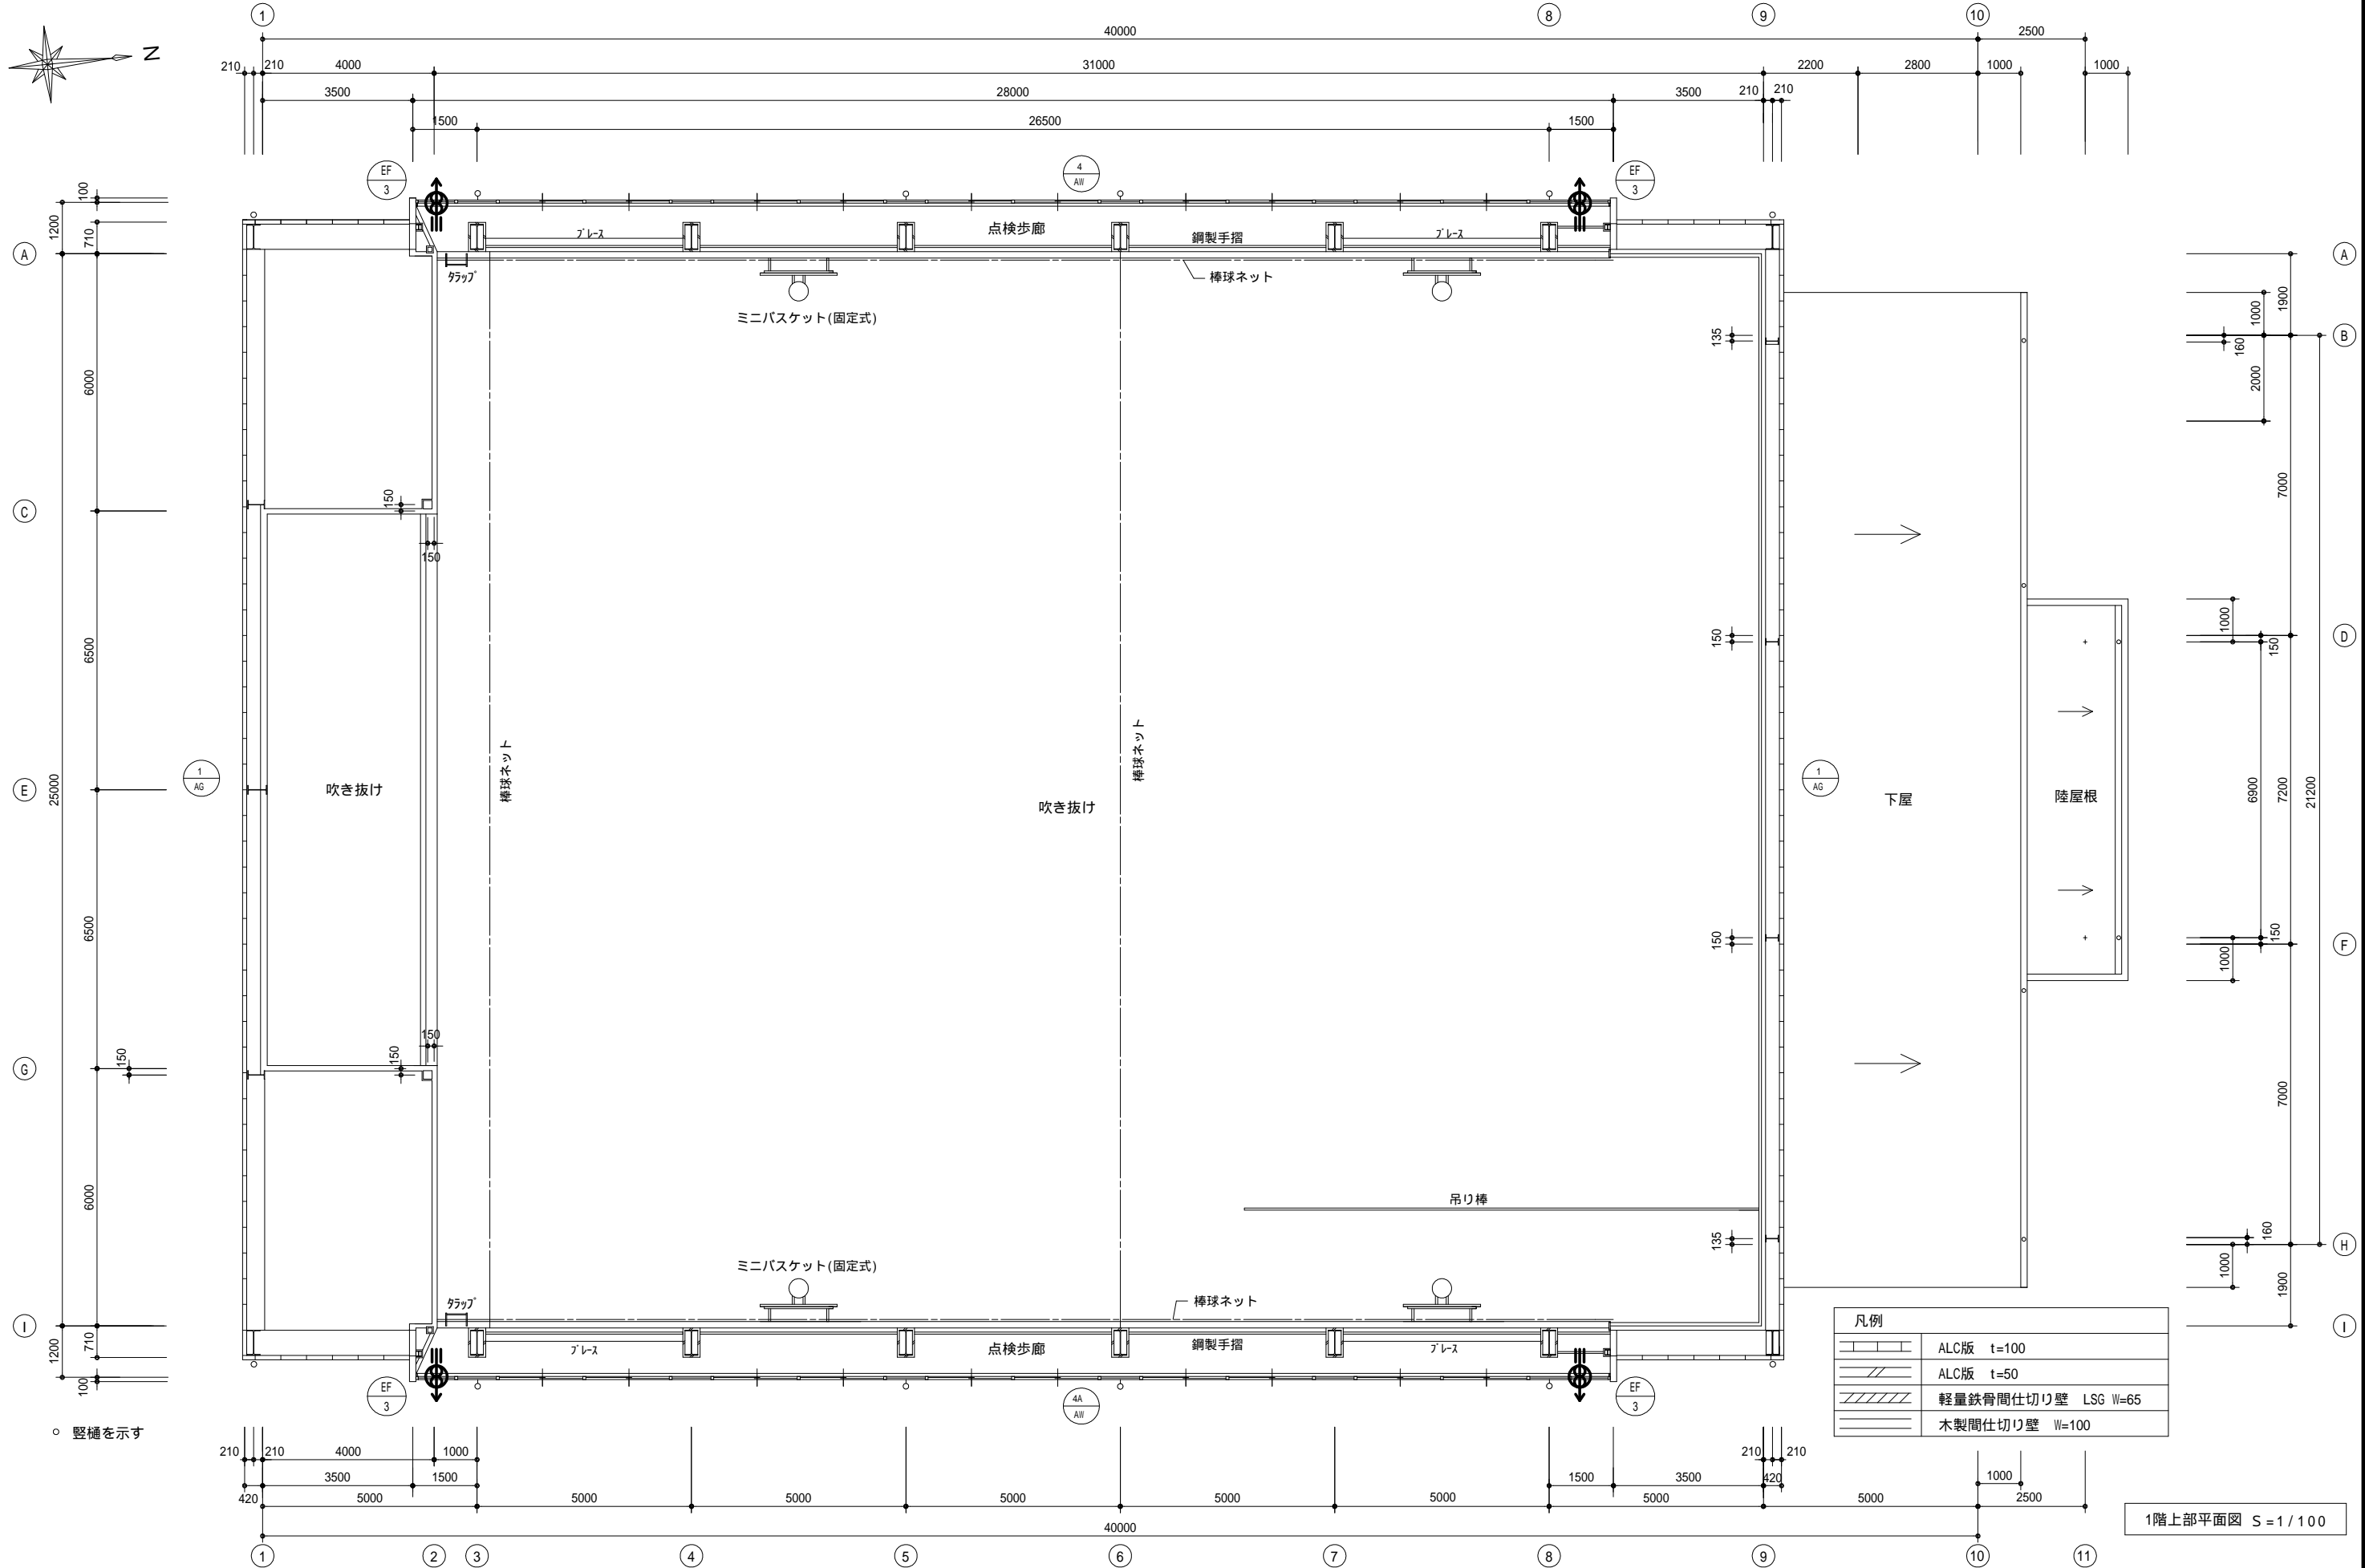 ① ⑧ ⑨ ⑩
40000 2500
N
210 210 4000 31000 2200 2800 1000 1000
3500 28000 3500 210 210
1500 26500 1500
EF
3
4
AW
EF
3
100
1200
710
ブレース 点検歩廊 鋼製手摺 ブレース
A A
タラップ 棒球ネット
ミニバスケット(固定式)
1900
1000
135 B
160
2000
6000
7000
150
C
150
1000
150 D
150
6500
棒球ネット 棒球ネット
1
AG
1
AG
E 25000 吹き抜け 吹き抜け 下屋 陸屋根
6900 7200 21200
6500
150 150 F
1000
150
150 150
G
7000
6000
吊り棒
160
135 H
ミニバスケット(固定式)
1000
1900
タラップ 棒球ネット
I I
1200
710
100
ブレース 点検歩廊 鋼製手摺 ブレース
EF
3
4A
AW
EF
3
凡例
ALC版 t=100
ALC版 t=50
軽量鉄骨間仕切り壁 LSG W=65
木製間仕切り壁 W=100
○ 竪樋を示す
210 210 4000 1000 210 210
3500 1500 1500 3500 420 1000
420 5000 5000 5000 5000 5000 5000 5000 5000 2500
40000
1階上部平面図 S=1/100
① ② ③ ④ ⑤ ⑥ ⑦ ⑧ ⑨ ⑩ ⑪